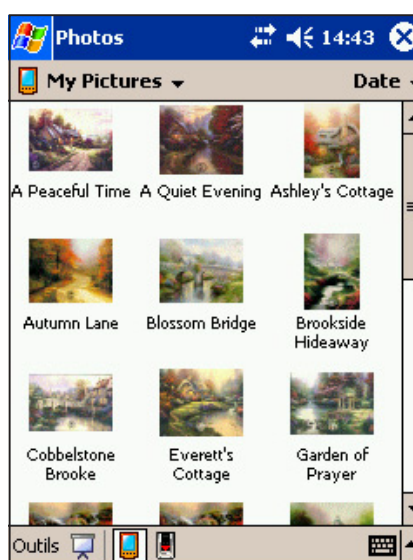 Photos 14:43
My Pictures Date
A Peaceful Time A Quiet Evening Ashley's Cottage
Autumn Lane Blossom Bridge Brookside
Hideaway
Cobbelstone Everett's Garden of
Brooke Cottage Prayer
Outils